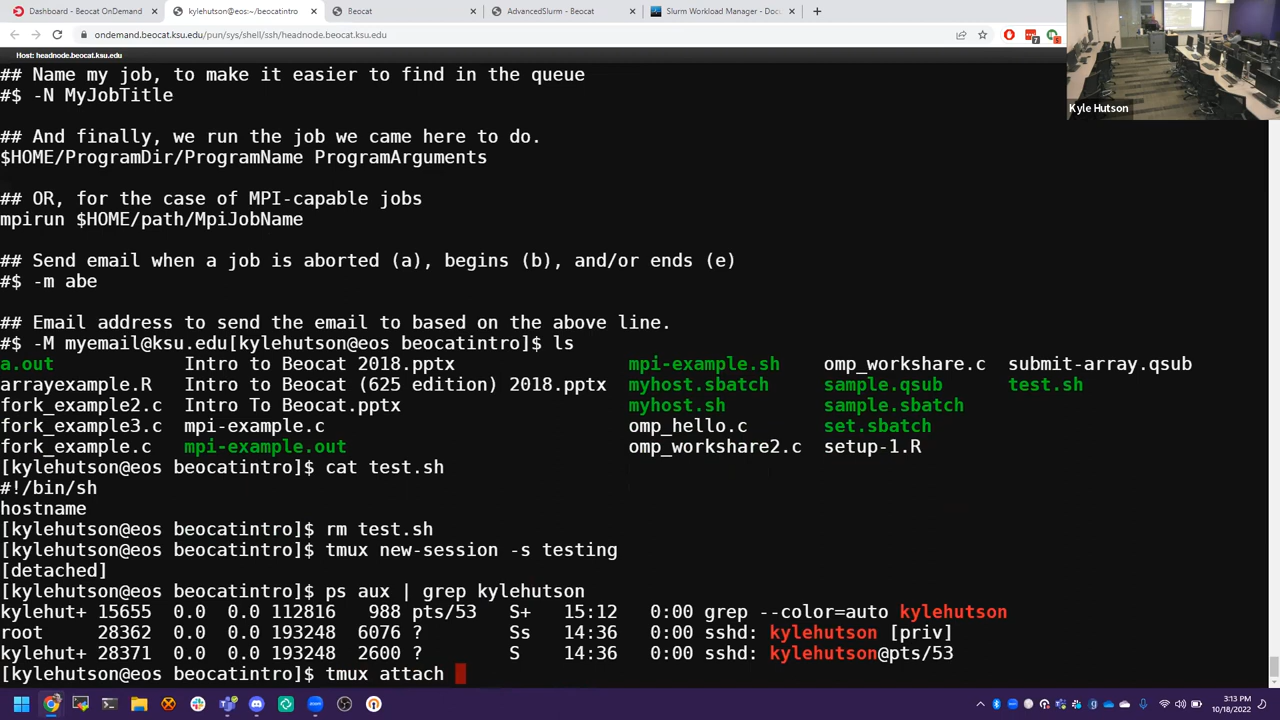 Dashboard - Beocat OnDemand
kylehutson@eos:~/beocatintro
Beocat
AdvancedSlurm - Beocat
Slurm Workload Manager - Docu
ondemand.beocat.ksu.edu/pun/sys/shell/ssh/headnode.beocat.ksu.edu
Host: headnode.beocat.ksu.edu
Kyle Hutson
## Name my job, to make it easier to find in the queue
#$ -N MyJobTitle
## And finally, we run the job we came here to do.
$HOME/ProgramDir/ProgramName ProgramArguments
## OR, for the case of MPI-capable jobs
mpirun $HOME/path/MpiJobName
## Send email when a job is aborted (a), begins (b), and/or ends (e)
#$ -m abe
## Email address to send the email to based on the above line.
#$ -M myemail@ksu.edu[kylehutson@eos beocatintro]$ ls
a.out Intro to Beocat 2018.pptx mpi-example.sh omp_workshare.c submit-array.qsub
arrayexample.R Intro to Beocat (625 edition) 2018.pptx myhost.sbatch sample.qsub test.sh
fork_example2.c Intro To Beocat.pptx myhost.sh sample.sbatch
fork_example3.c mpi-example.c omp_hello.c set.sbatch
fork_example.c mpi-example.out omp_workshare2.c setup-1.R
[kylehutson@eos beocatintro]$ cat test.sh
#!/bin/sh
hostname
[kylehutson@eos beocatintro]$ rm test.sh
[kylehutson@eos beocatintro]$ tmux new-session -s testing
[detached]
[kylehutson@eos beocatintro]$ ps aux | grep kylehutson
kylehut+ 15655 0.0 0.0 112816 988 pts/53 S+ 15:12 0:00 grep --color=auto kylehutson
root 28362 0.0 0.0 193248 6076 ? Ss 14:36 0:00 sshd: kylehutson [priv]
kylehut+ 28371 0.0 0.0 193248 2600 ? S 14:36 0:00 sshd: kylehutson@pts/53
[kylehutson@eos beocatintro]$ tmux attach
3:13 PM
10/18/2022